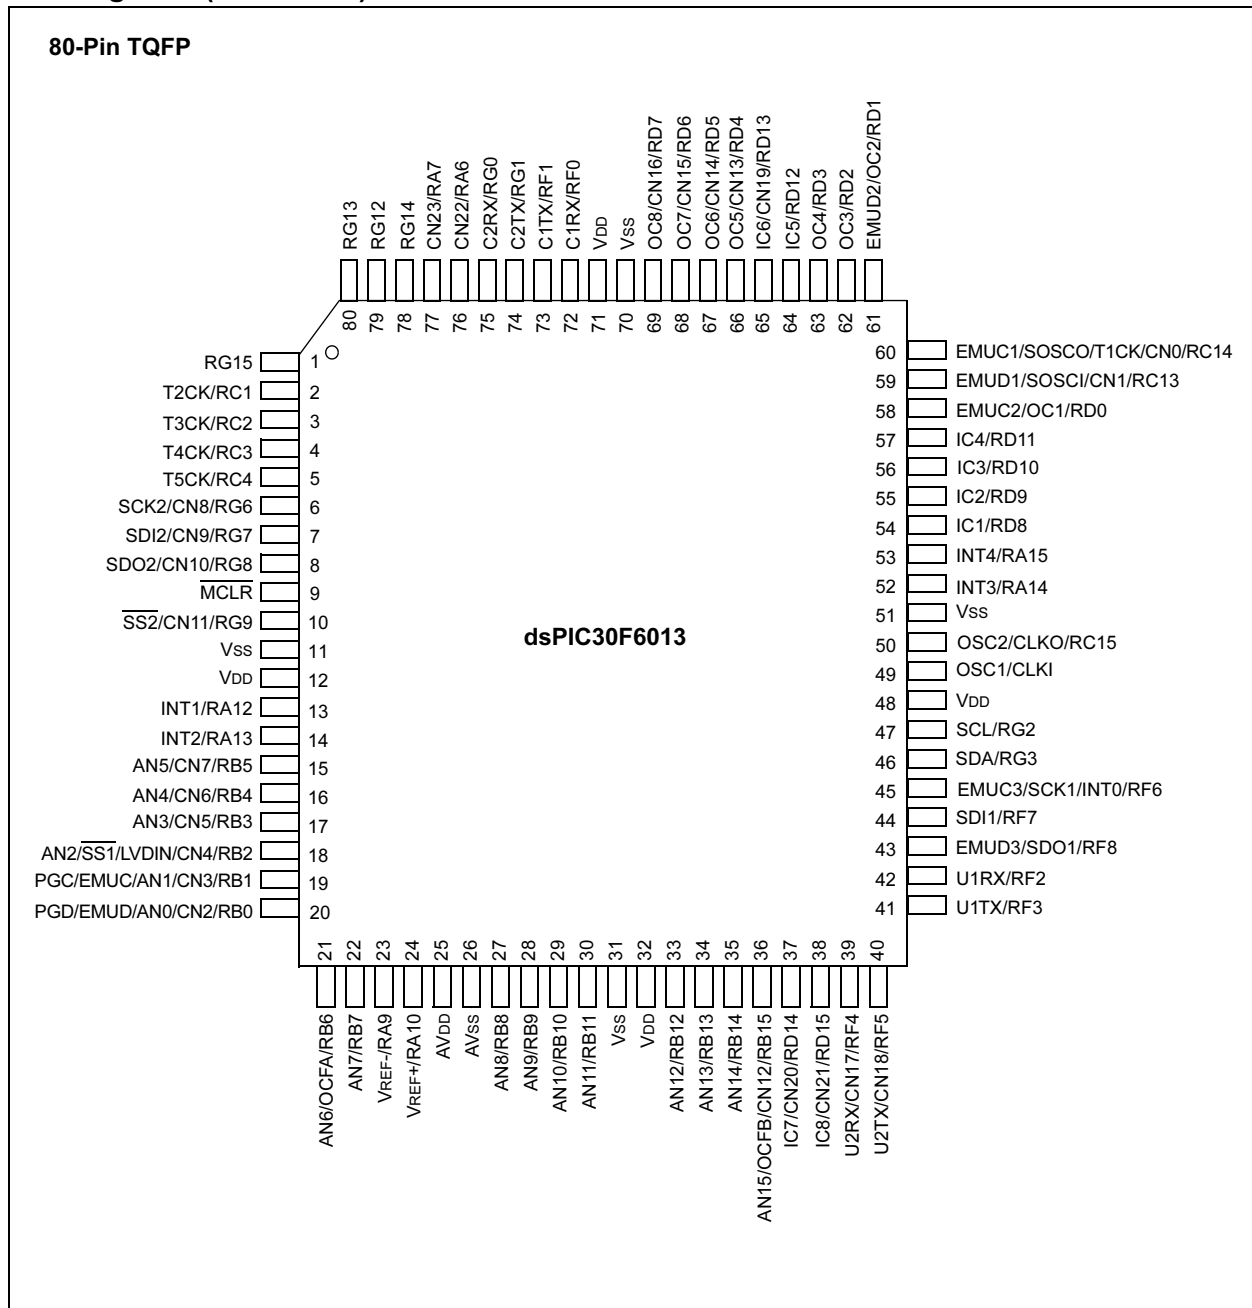 80-Pin TQFP
RG13
RG12
RG14
CN23/RA7
CN22/RA6
C2RX/RG0
C2TX/RG1
C1TX/RF1
C1RX/RF0
VDD
VSS
OC8/CN16/RD7
OC7/CN15/RD6
OC6/CN14/RD5
OC5/CN13/RD4
IC6/CN19/RD13
IC5/RD12
OC4/RD3
OC3/RD2
EMUD2/OC2/RD1
80
79
78
77
76
75
74
73
72
71
70
69
68
67
66
65
64
63
62
61
RG15 1
T2CK/RC1 2
T3CK/RC2 3
T4CK/RC3 4
T5CK/RC4 5
SCK2/CN8/RG6 6
SDI2/CN9/RG7 7
SDO2/CN10/RG8 8
MCLR 9
SS2/CN11/RG9 10
VSS 11
VDD 12
INT1/RA12 13
INT2/RA13 14
AN5/CN7/RB5 15
AN4/CN6/RB4 16
AN3/CN5/RB3 17
AN2/SS1/LVDIN/CN4/RB2 18
PGC/EMUC/AN1/CN3/RB1 19
PGD/EMUD/AN0/CN2/RB0 20
dsPIC30F6013
60 EMUC1/SOSCO/T1CK/CN0/RC14
59 EMUD1/SOSCI/CN1/RC13
58 EMUC2/OC1/RD0
57 IC4/RD11
56 IC3/RD10
55 IC2/RD9
54 IC1/RD8
53 INT4/RA15
52 INT3/RA14
51 VSS
50 OSC2/CLKO/RC15
49 OSC1/CLKI
48 VDD
47 SCL/RG2
46 SDA/RG3
45 EMUC3/SCK1/INT0/RF6
44 SDI1/RF7
43 EMUD3/SDO1/RF8
42 U1RX/RF2
41 U1TX/RF3
21
22
23
24
25
26
27
28
29
30
31
32
33
34
35
36
37
38
39
40
AN6/OCFA/RB6
AN7/RB7
VREF-/RA9
VREF+/RA10
AVDD
AVSS
AN8/RB8
AN9/RB9
AN10/RB10
AN11/RB11
VSS
VDD
AN12/RB12
AN13/RB13
AN14/RB14
AN15/OCFB/CN12/RB15
IC7/CN20/RD14
IC8/CN21/RD15
U2RX/CN17/RF4
U2TX/CN18/RF5